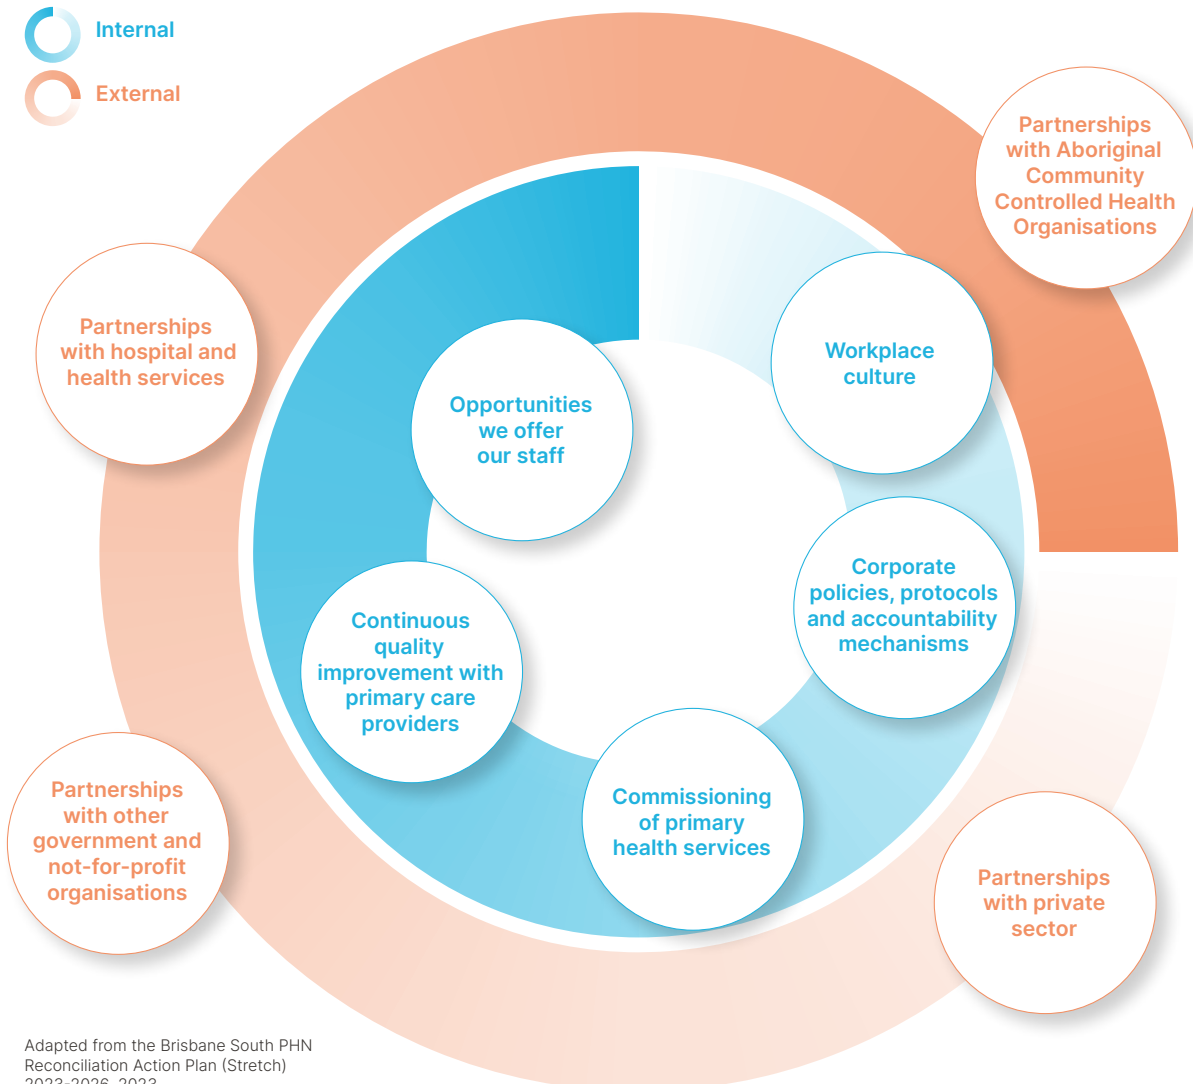 Internal
External
Partnerships
with Aboriginal
Community
Controlled Health
Organisations
Partnerships
with hospital and
health services
Workplace
culture
Opportunities
we offer
our staff
Corporate
policies, protocols
and accountability
mechanisms
Continuous
quality
improvement with
primary care
providers
Commissioning
of primary
health services
Partnerships
with other
government and
not-for-profit
organisations
Partnerships
with private
sector
Adapted from the Brisbane South PHN
Reconciliation Action Plan (Stretch)
2023-2026, 2023